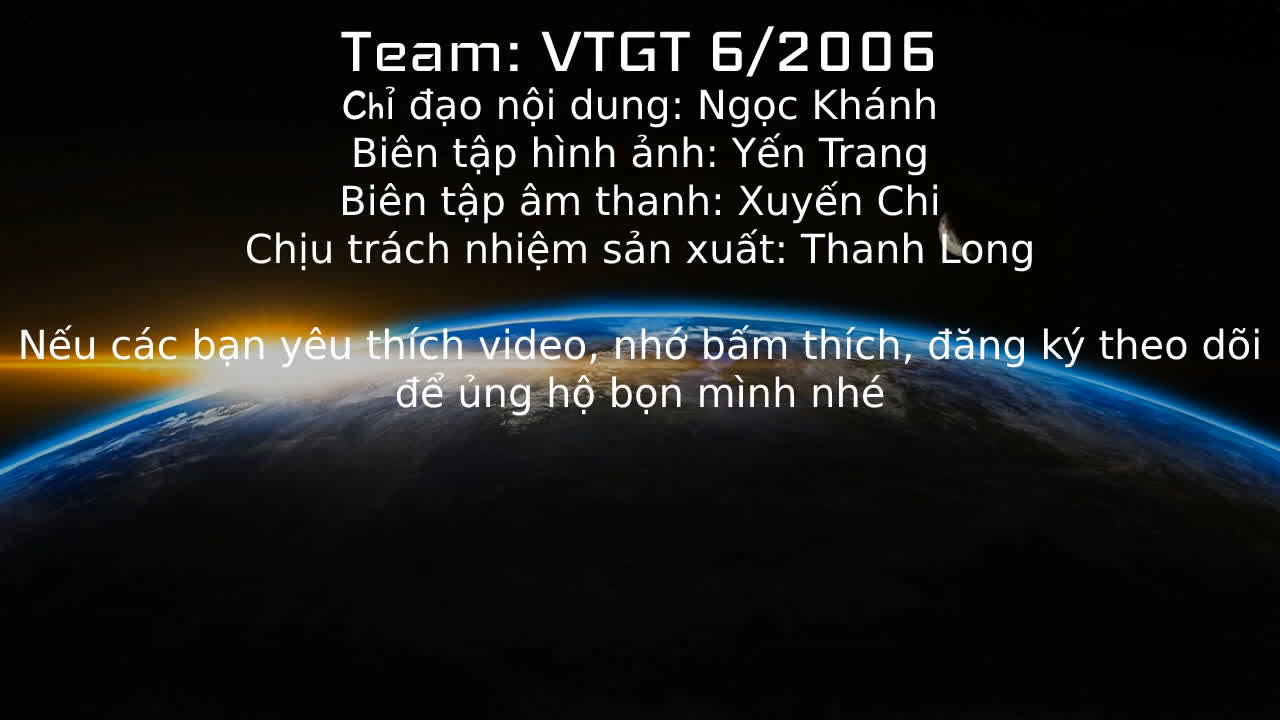 Team: VTGT 6/2006
Chỉ đạo nội dung: Ngọc Khánh
Biên tập hình ảnh: Yến Trang
Biên tập âm thanh: Xuyến Chi
Chịu trách nhiệm sản xuất: Thanh Long
Nếu các bạn yêu thích video, nhớ bấm thích, đăng ký theo dõi
để ủng hộ bọn mình nhé